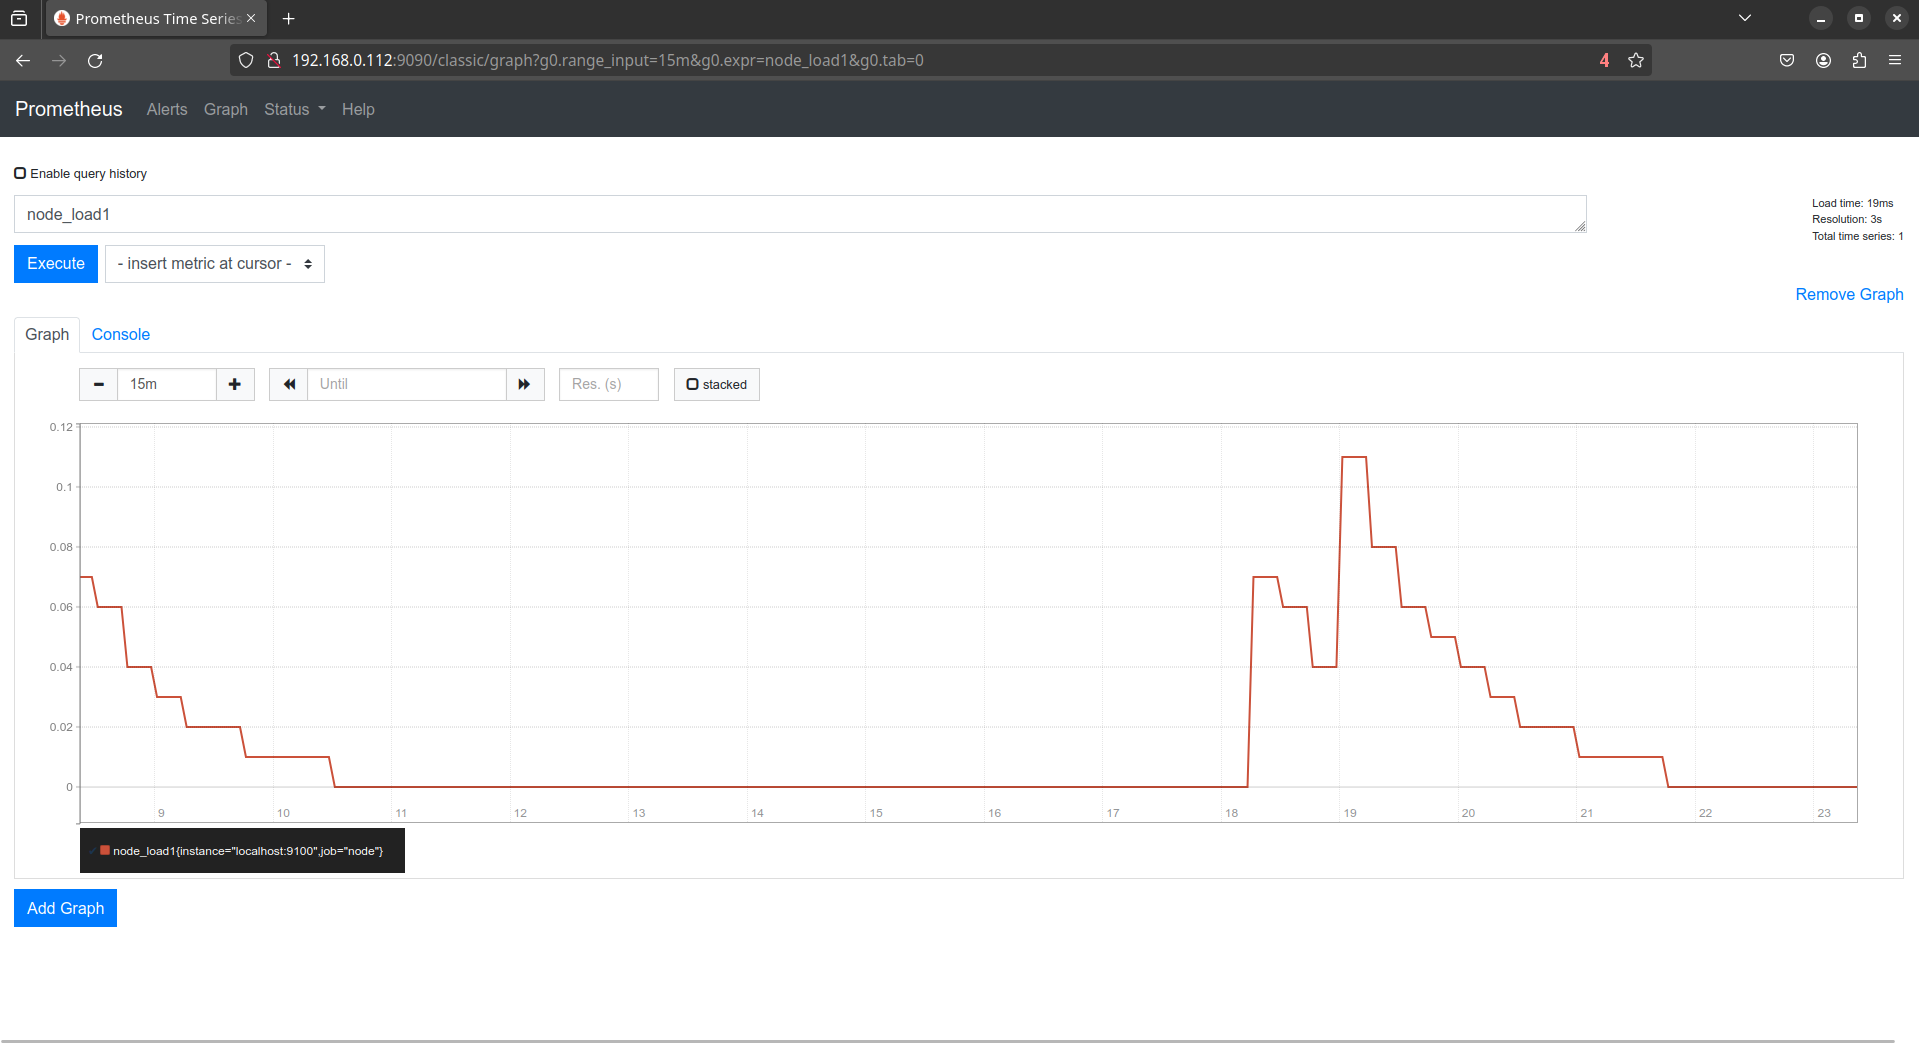 Prometheus Time Series
192.168.0.112:9090/classic/graph?g0.range_input=15m&g0.expr=node_load1&g0.tab=0
4
Prometheus Alerts Graph Status Help
Enable query history
node_load1
Load time: 19ms
Resolution: 3s
Total time series: 1
Execute
- insert metric at cursor -
Remove Graph
Graph Console
15m
Until
Res. (s)
stacked
0.12
0.1
0.08
0.06
0.04
0.02
0
9 10 11 12 13 14 15 16 17 18 19 20 21 22 23
node_load1{instance="localhost:9100",job="node"}
Add Graph